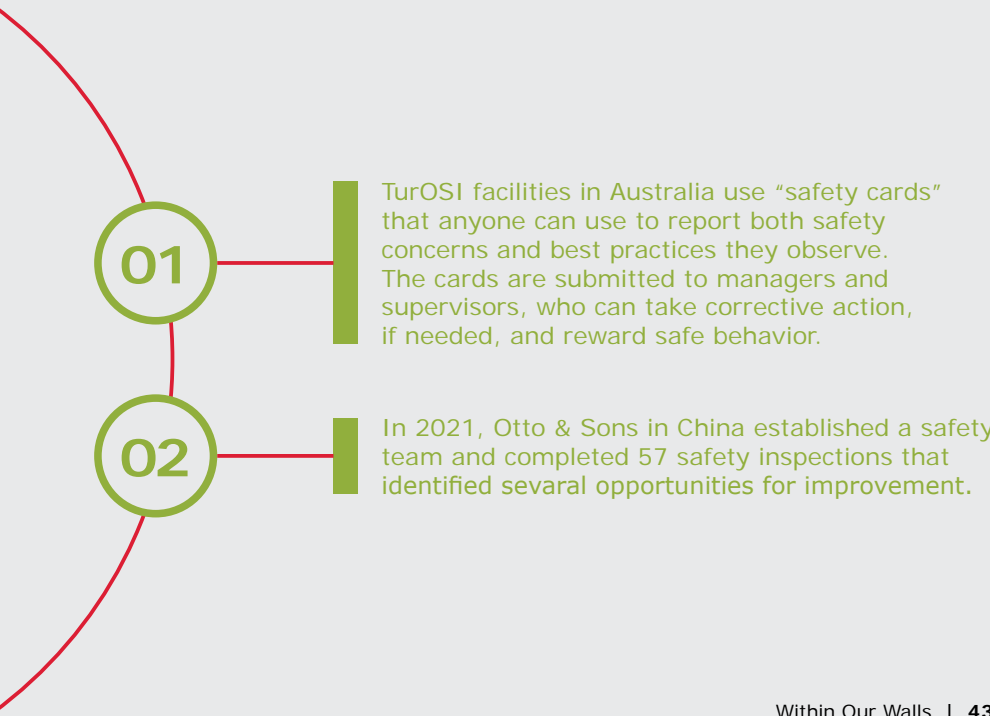 01
TurOSI facilities in Australia use “safety cards”
that anyone can use to report both safety
concerns and best practices they observe.
The cards are submitted to managers and
supervisors, who can take corrective action,
if needed, and reward safe behavior.
02
In 2021, Otto & Sons in China established a safety
team and completed 57 safety inspections that
identified sevaral opportunities for improvement.
Within Our Walls | 43